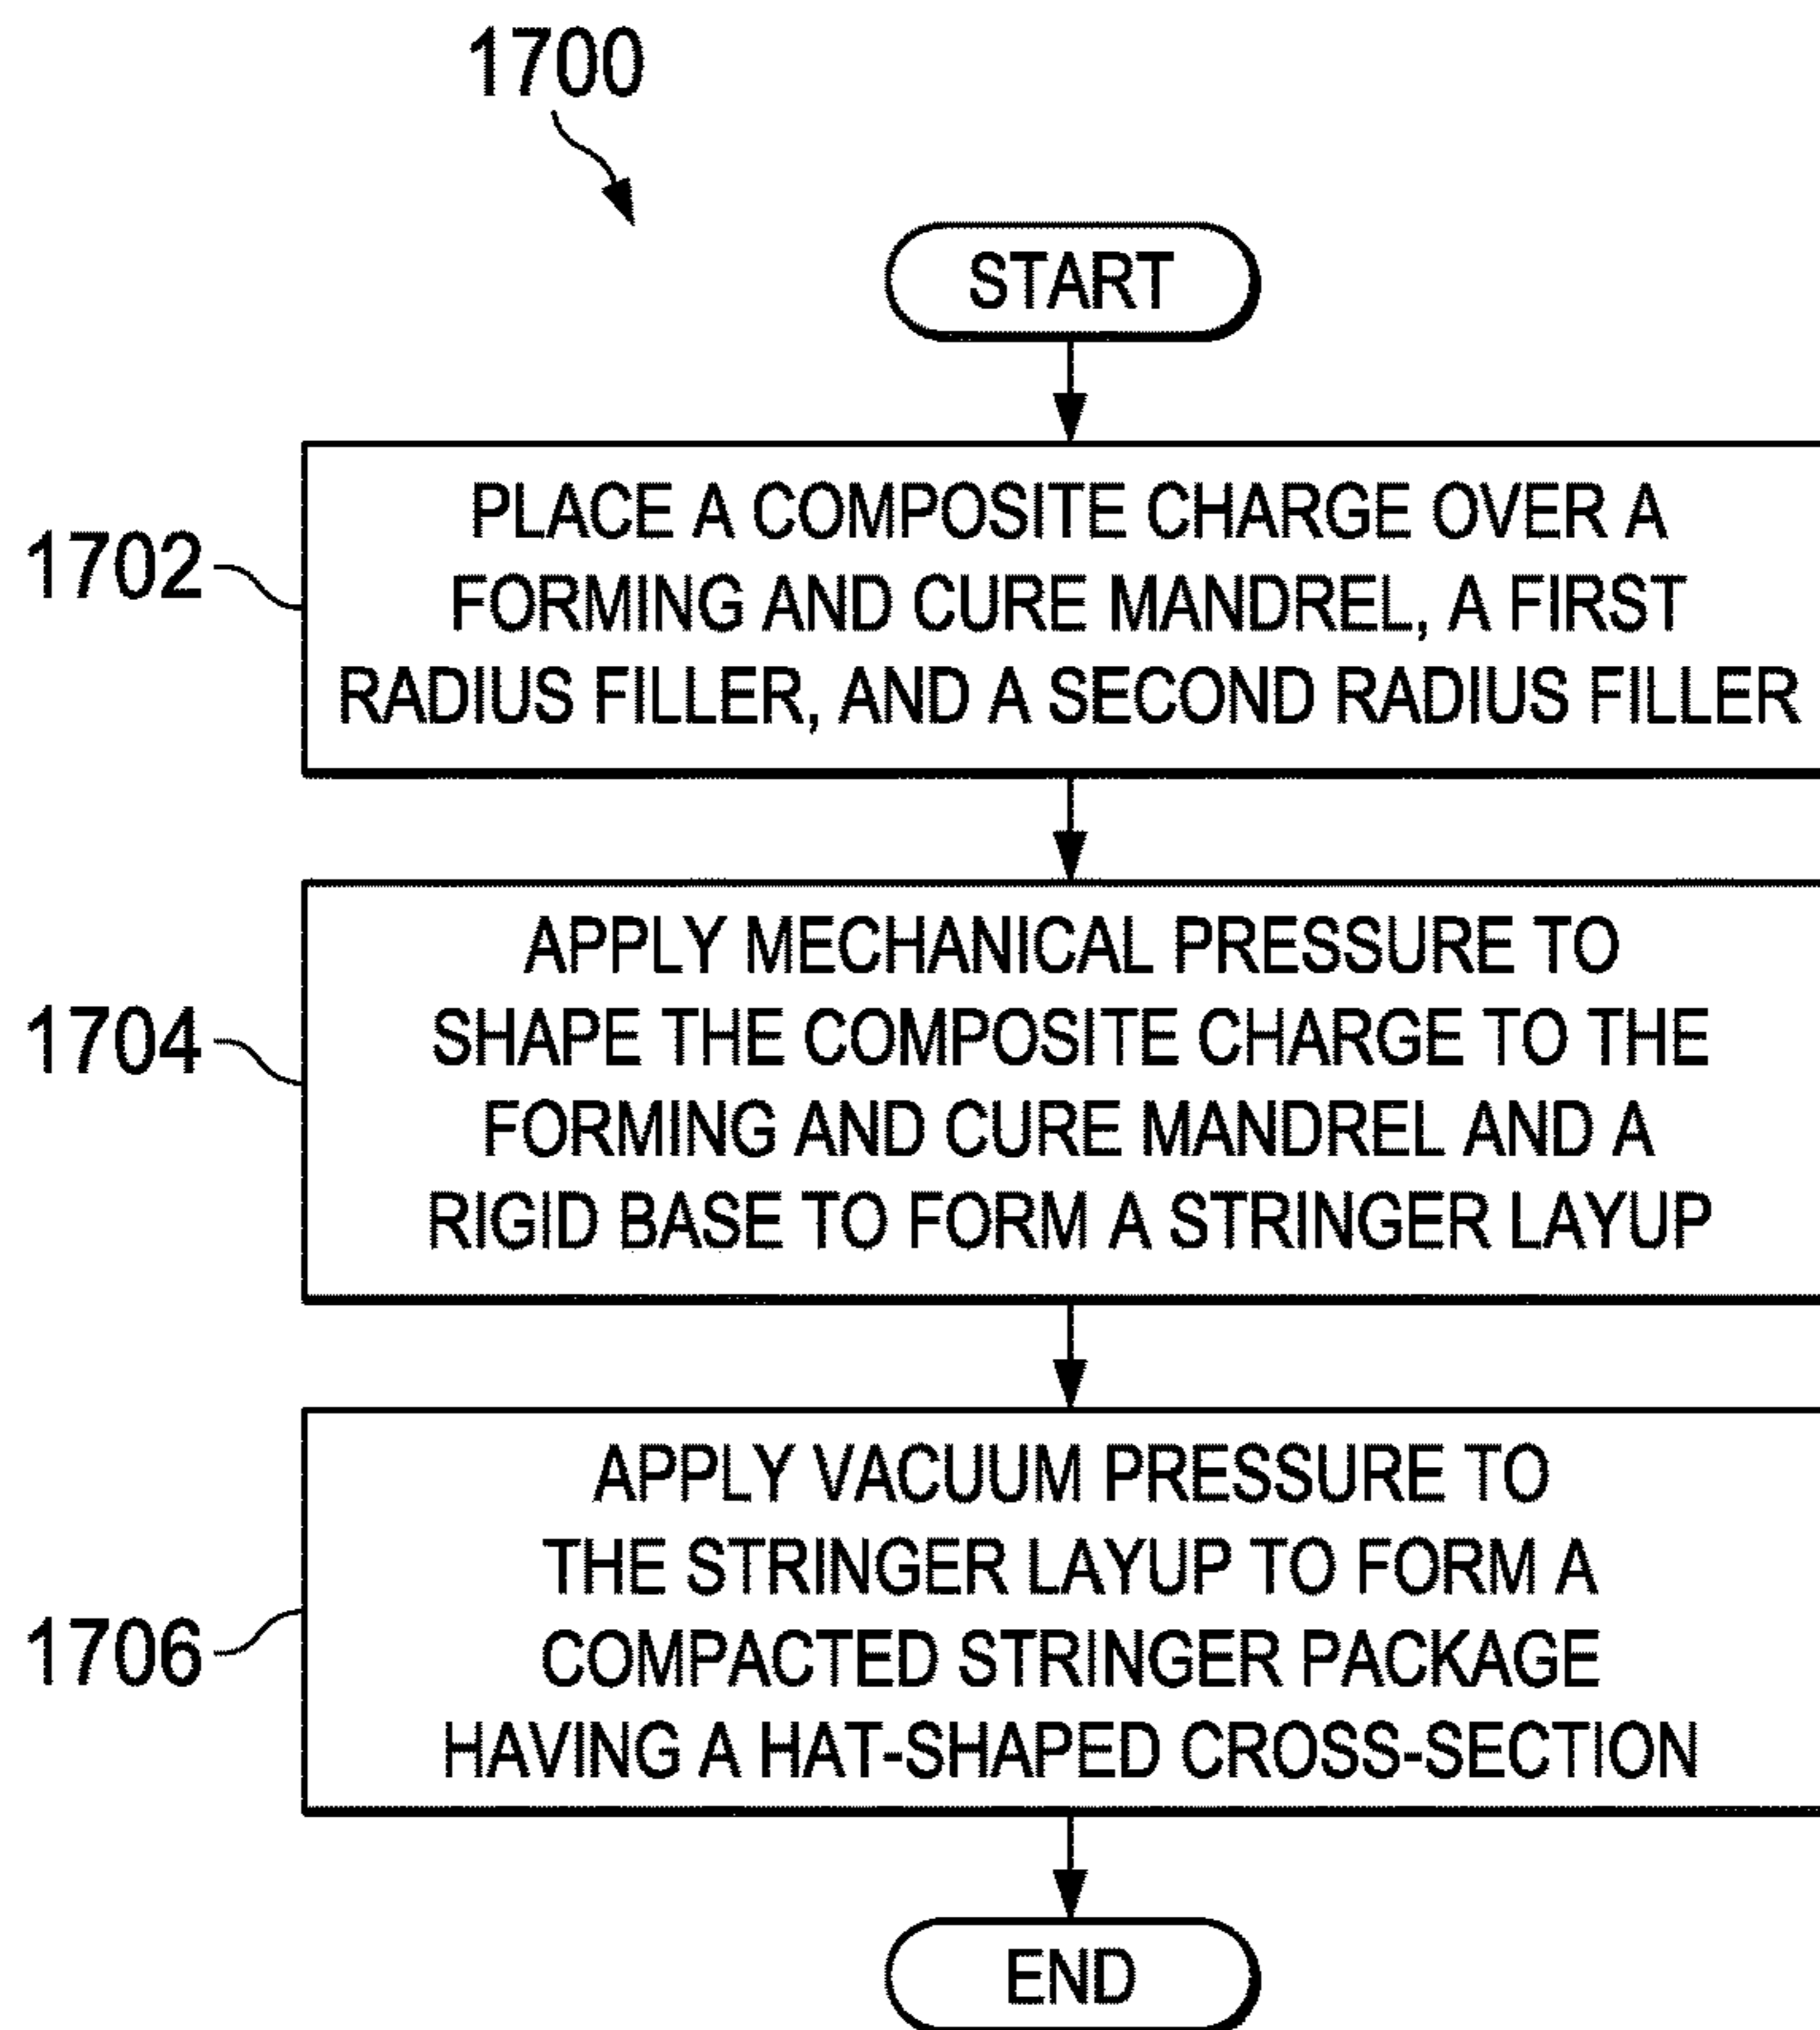 1700
START
1702
PLACE A COMPOSITE CHARGE OVER A
FORMING AND CURE MANDREL, A FIRST
RADIUS FILLER, AND A SECOND RADIUS FILLER
1704
APPLY MECHANICAL PRESSURE TO
SHAPE THE COMPOSITE CHARGE TO THE
FORMING AND CURE MANDREL AND A
RIGID BASE TO FORM A STRINGER LAYUP
1706
APPLY VACUUM PRESSURE TO
THE STRINGER LAYUP TO FORM A
COMPACTED STRINGER PACKAGE
HAVING A HAT-SHAPED CROSS-SECTION
END